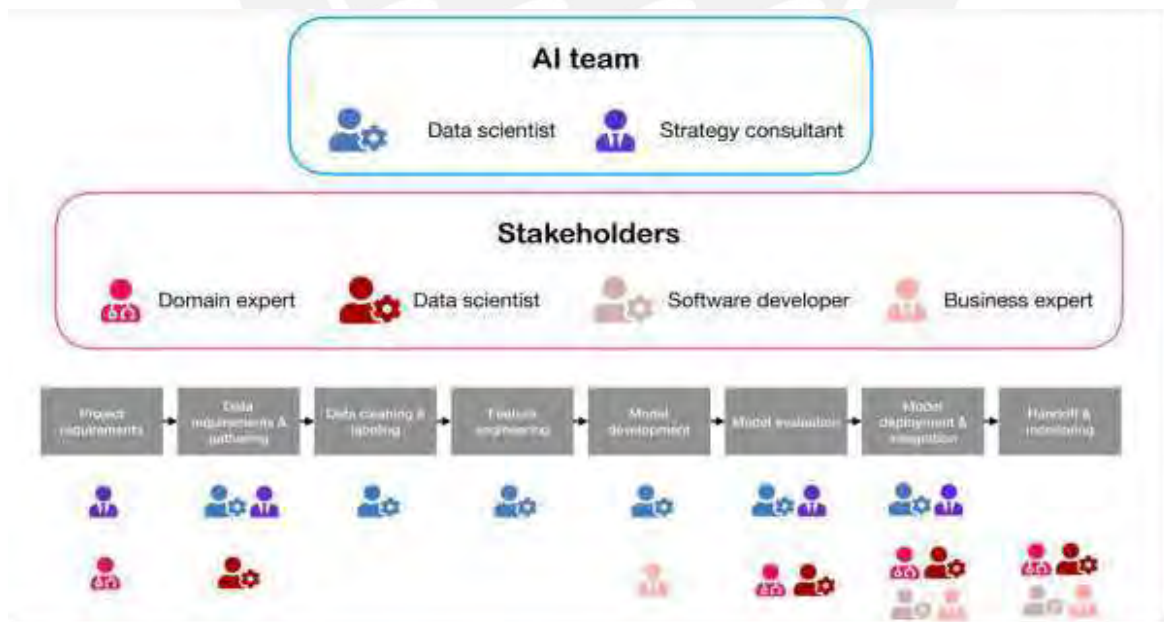 AI team
Data scientist
Strategy consultant
Stakeholders
Domain expert
Data scientist
Software developer
Business expert
Project
requirements
Data
requirements &
gathering
Data cleaning &
labeling
Feature
engineering
Model
development
Model evaluation
Model
deployment &
integration
Handoff &
monitoring